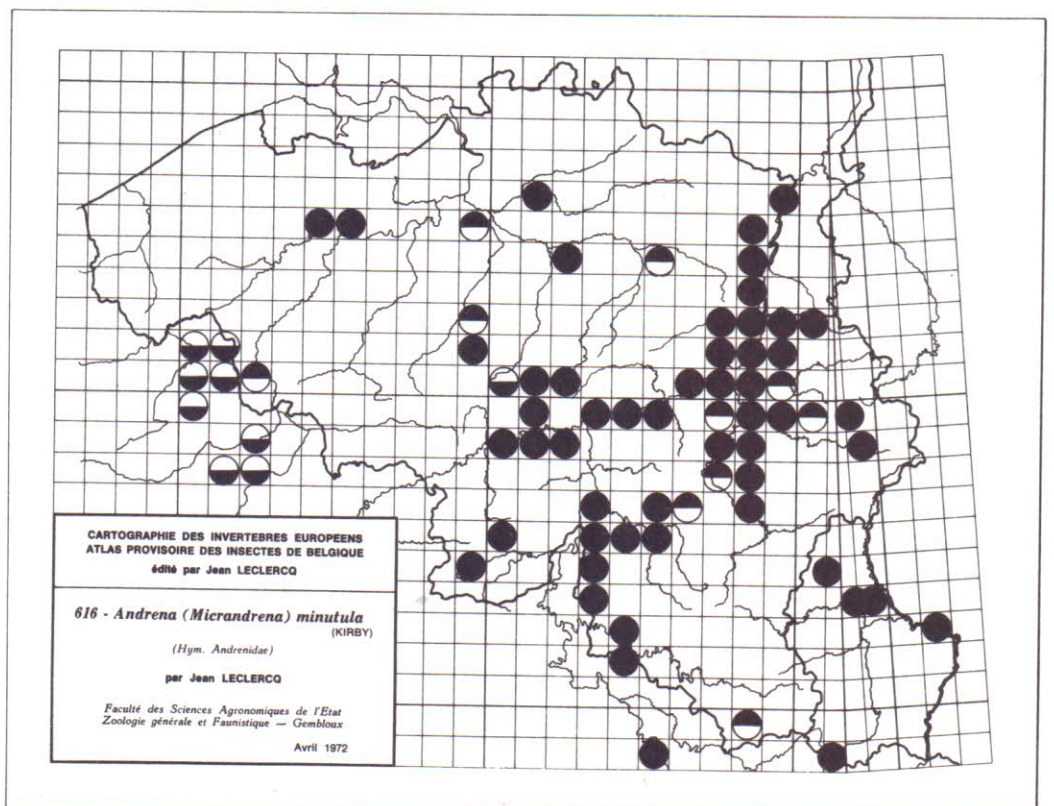 CARTOGRAPHIE DES INVERTEBRES EUROPEENS
ATLAS PROVISOIRE DES INSECTES DE BELGIQUE
édité par Jean LECLERCQ
616 - Andrena (Micrandrena) minutula
(KIRBY)
(Hym. Andrenidae)
par Jean LECLERCQ
Faculté des Sciences Agronomiques de l'Etat
Zoologie générale et Faunistique — Gembloux
Avril 1972